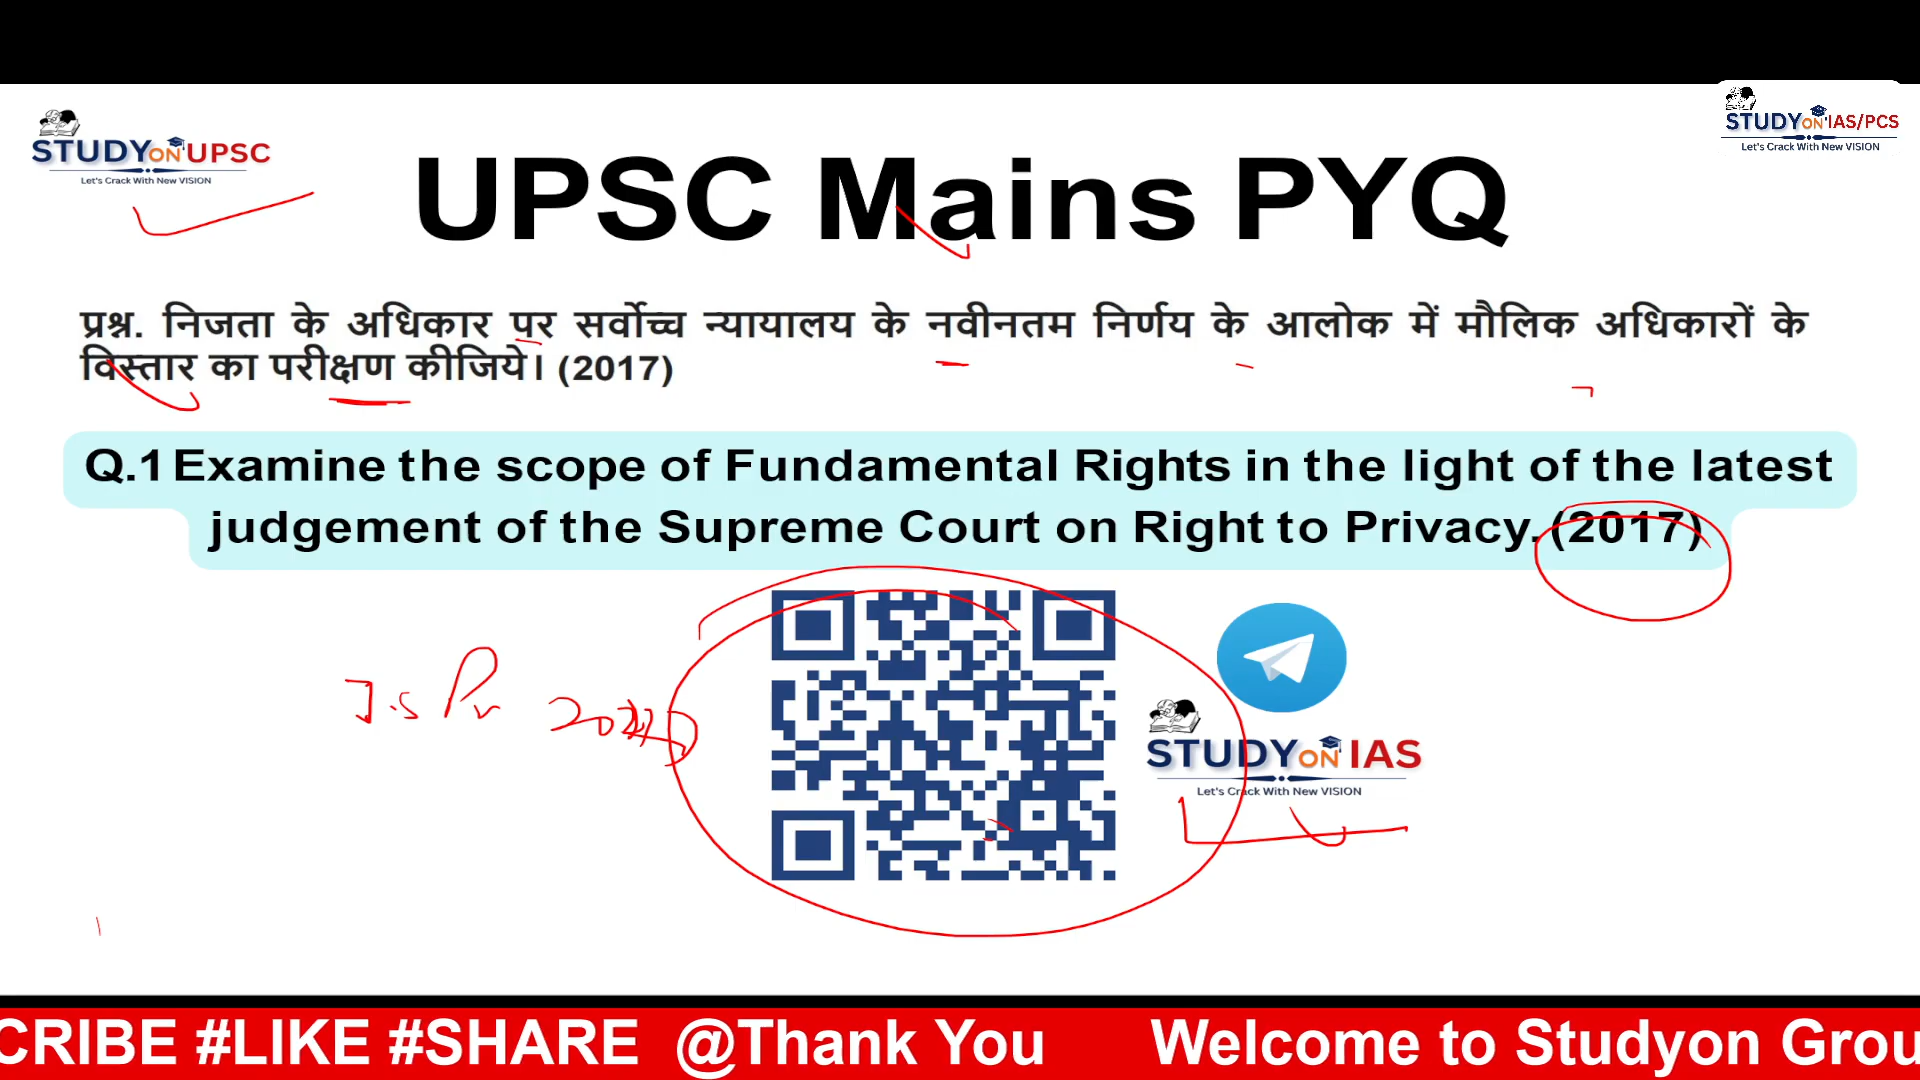 STUDY ON UPSC
Let's Crack With New VISION
STUDY ON IAS/PCS
Let's Crack With New VISION
UPSC Mains PYQ
प्रश्न. निजता के अधिकार पर सर्वोच्च न्यायालय के नवीनतम निर्णय के आलोक में मौलिक अधिकारों के
विस्तार का परीक्षण कीजिये। (2017)
Q.1 Examine the scope of Fundamental Rights in the light of the latest
judgement of the Supreme Court on Right to Privacy. (2017)
STUDY ON IAS
Let's Crack With New VISION
CRIBE #LIKE #SHARE @Thank You Welcome to Studyon Grou